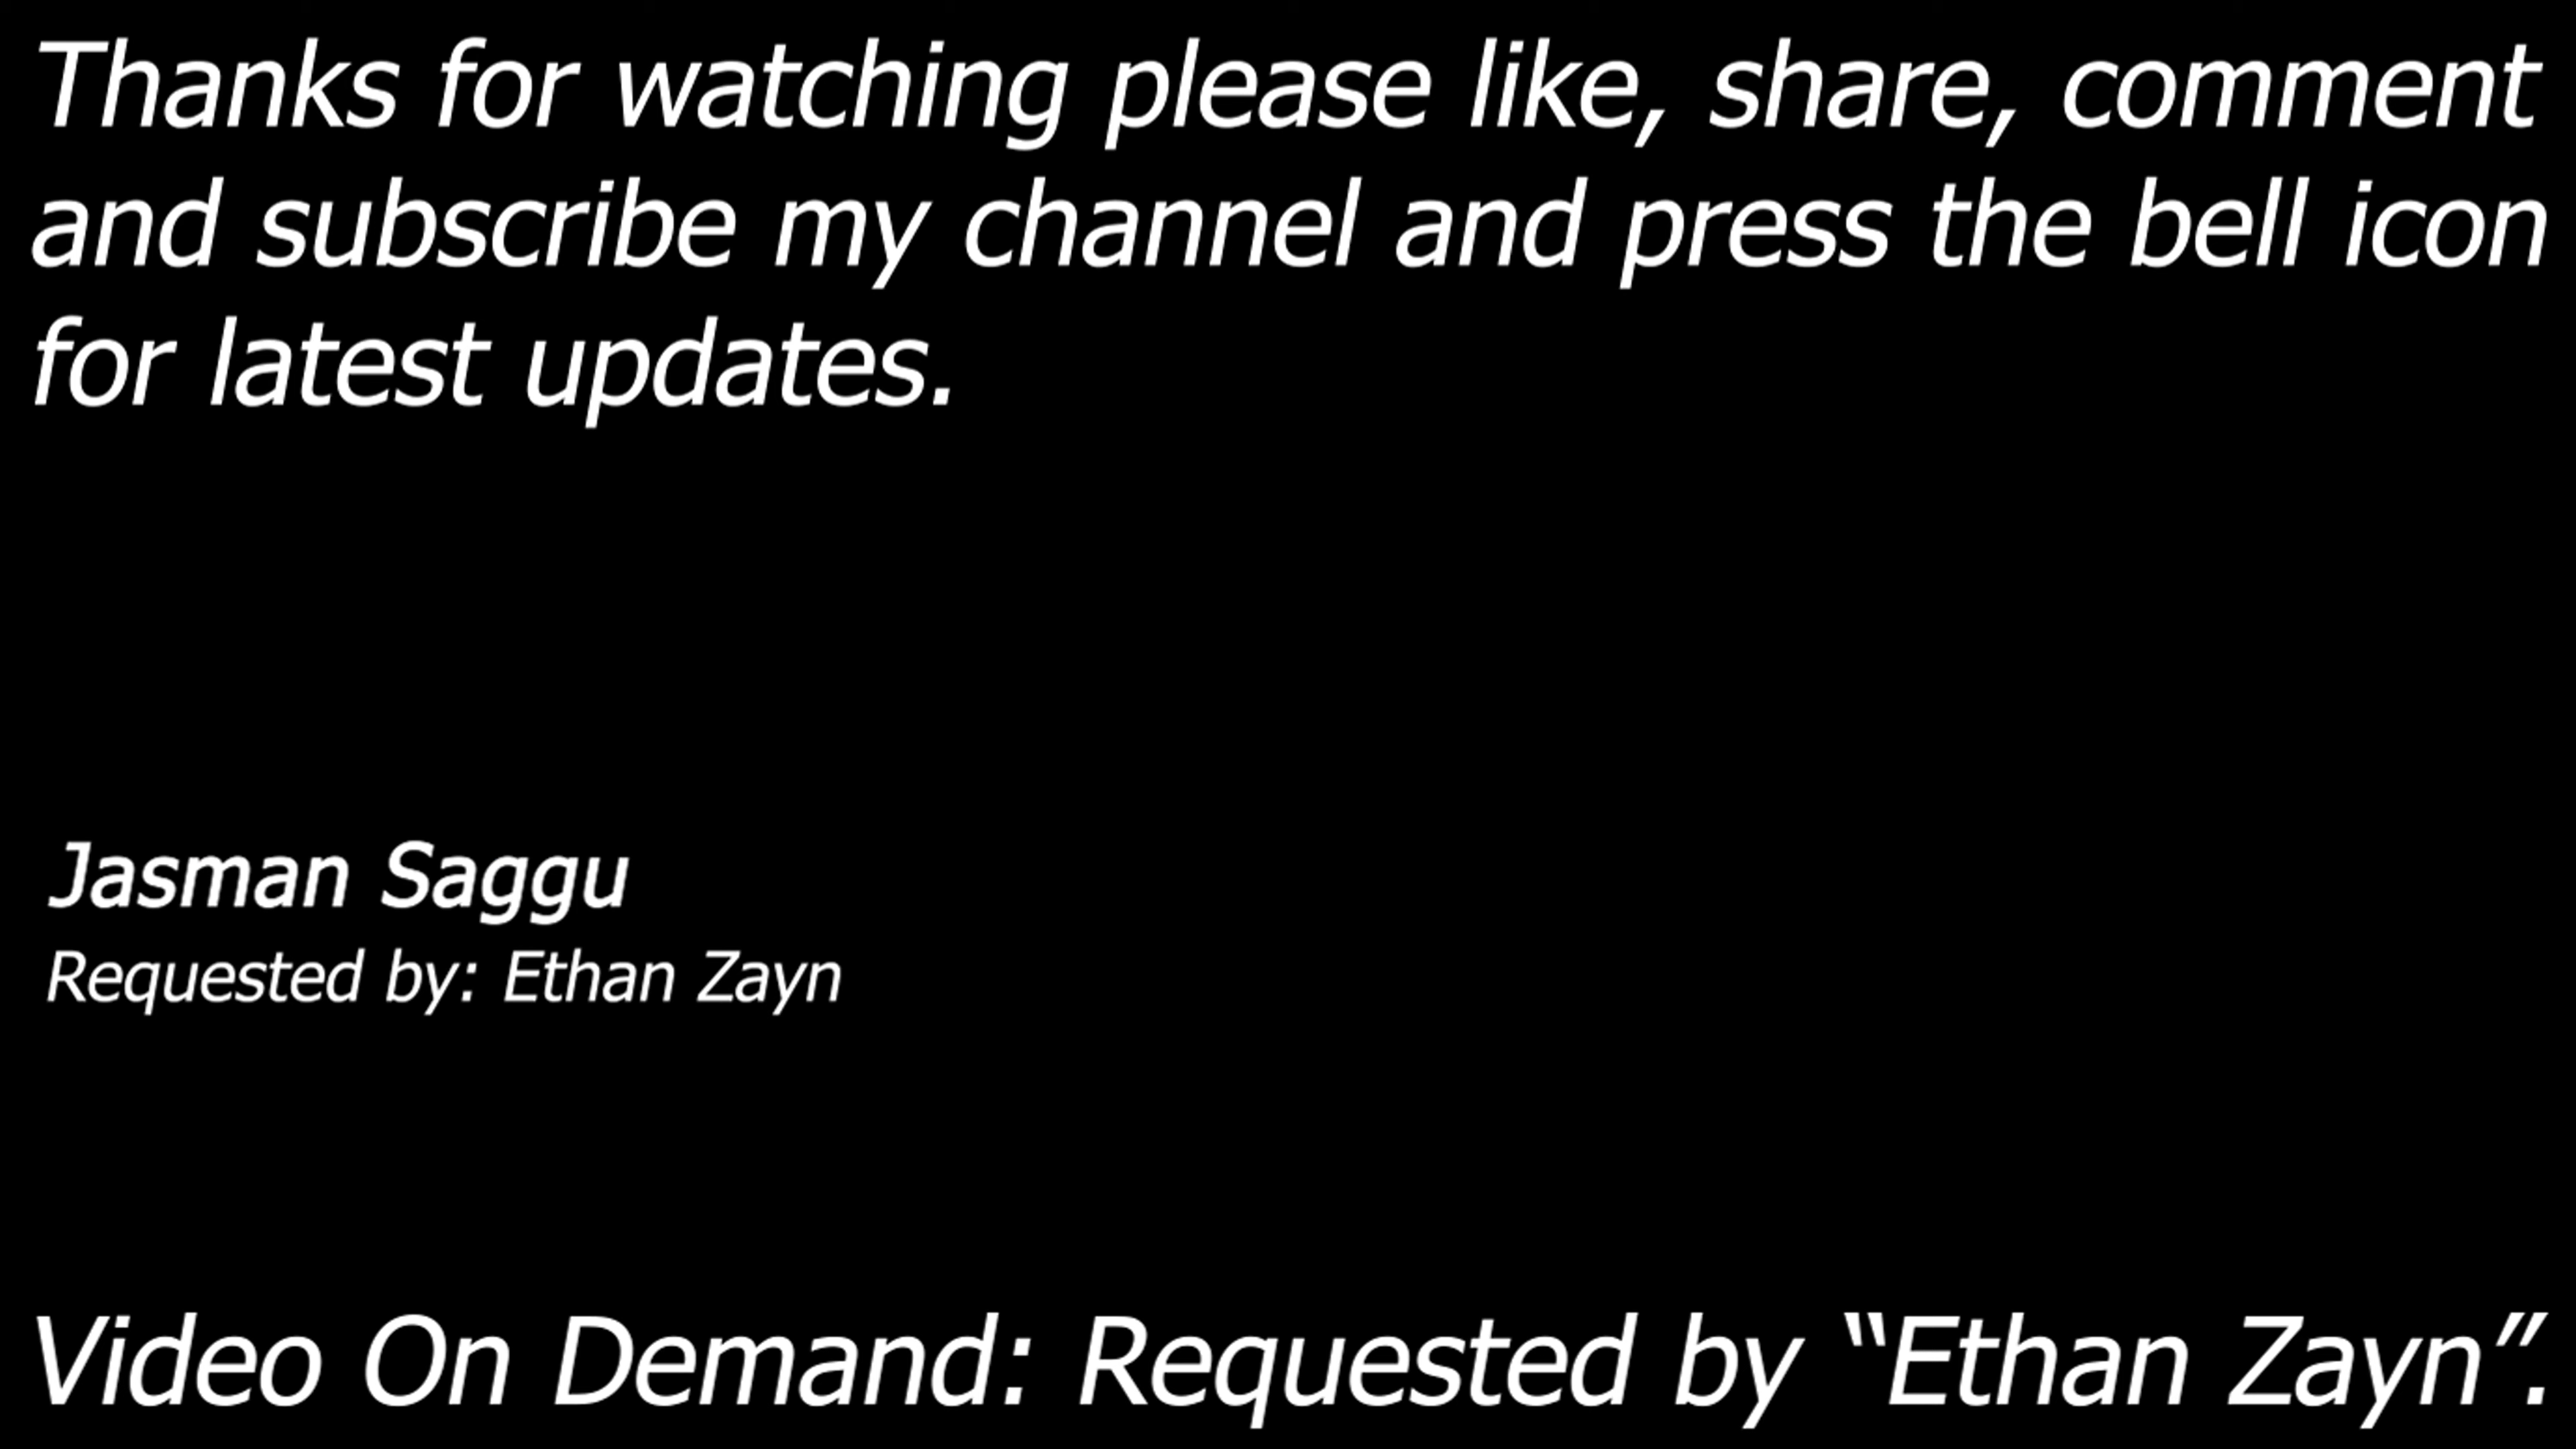 Thanks for watching please like, share, comment
and subscribe my channel and press the bell icon
for latest updates.
Jasman Saggu
Requested by: Ethan Zayn
Video On Demand: Requested by “Ethan Zayn”.